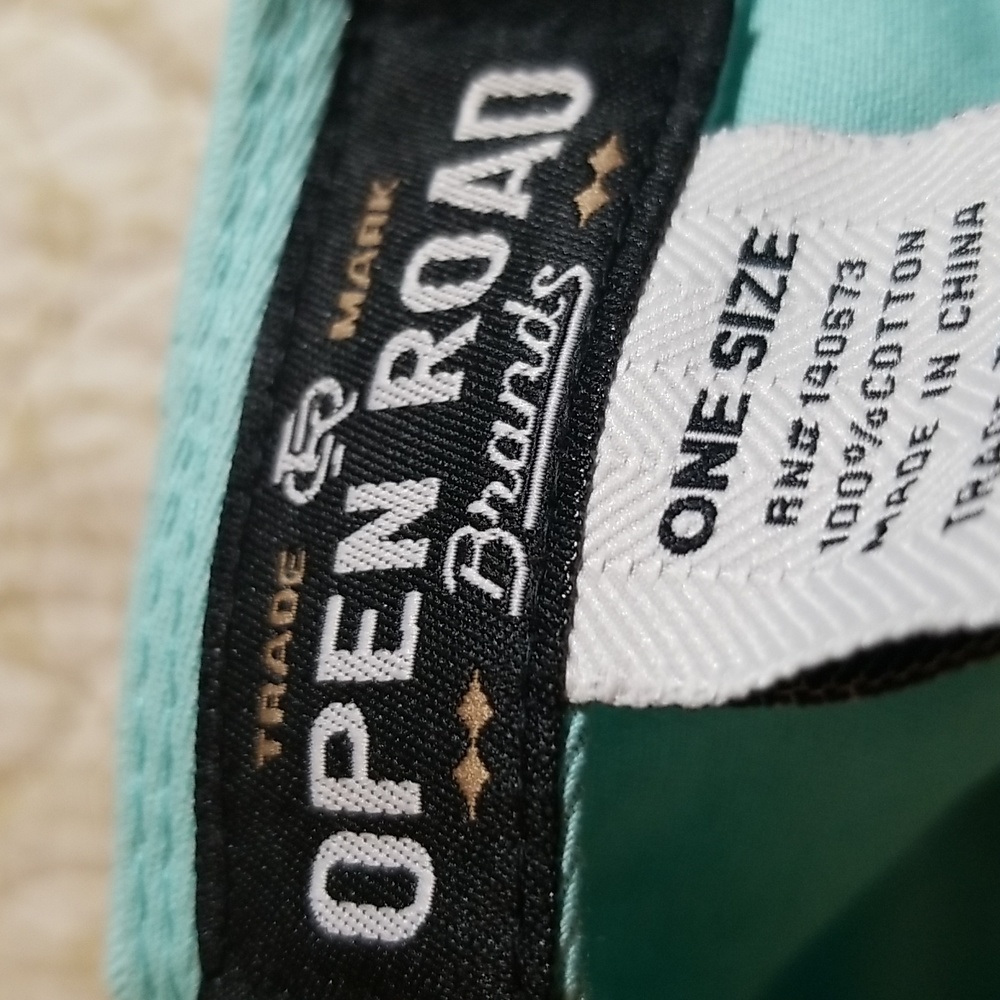 TRADE MARK
OPEN ROAD
Brands
ONE SIZE
RN# 140673
100% COTTON
MADE IN CHINA